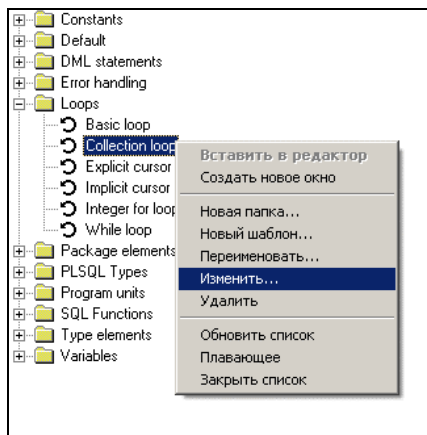 Constants
Default
DML statements
Error handling
Loops
Basic loop
Collection loop
Explicit cursor
Implicit cursor
Integer for loop
While loop
Package elements
PLSQL Types
Program units
SQL Functions
Type elements
Variables
Вставить в редактор
Создать новое окно
Новая папка...
Новый шаблон...
Переименовать...
Изменить...
Удалить
Обновить список
Плавающее
Закрыть список